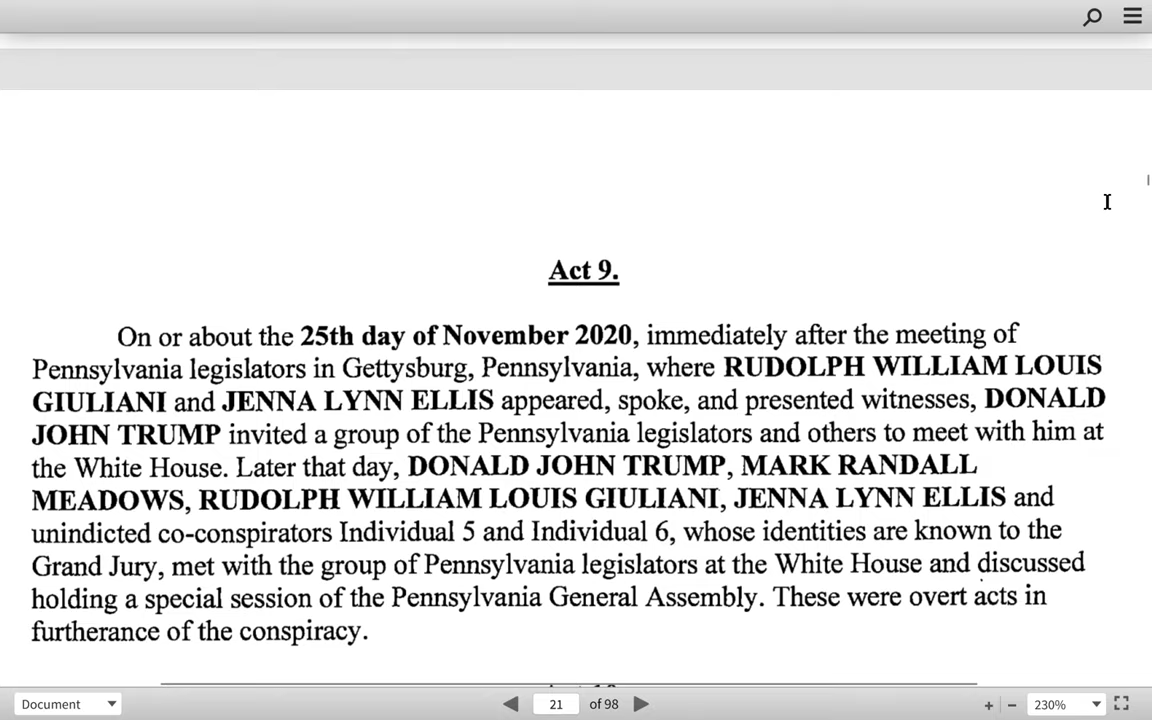 Act 9.
On or about the 25th day of November 2020, immediately after the meeting of
Pennsylvania legislators in Gettysburg, Pennsylvania, where RUDOLPH WILLIAM LOUIS
GIULIANI and JENNA LYNN ELLIS appeared, spoke, and presented witnesses, DONALD
JOHN TRUMP invited a group of the Pennsylvania legislators and others to meet with him at
the White House. Later that day, DONALD JOHN TRUMP, MARK RANDALL
MEADOWS, RUDOLPH WILLIAM LOUIS GIULIANI, JENNA LYNN ELLIS and
unindicted co-conspirators Individual 5 and Individual 6, whose identities are known to the
Grand Jury, met with the group of Pennsylvania legislators at the White House and discussed
holding a special session of the Pennsylvania General Assembly. These were overt acts in
furtherance of the conspiracy.
Document 21 of 98 + − 230%